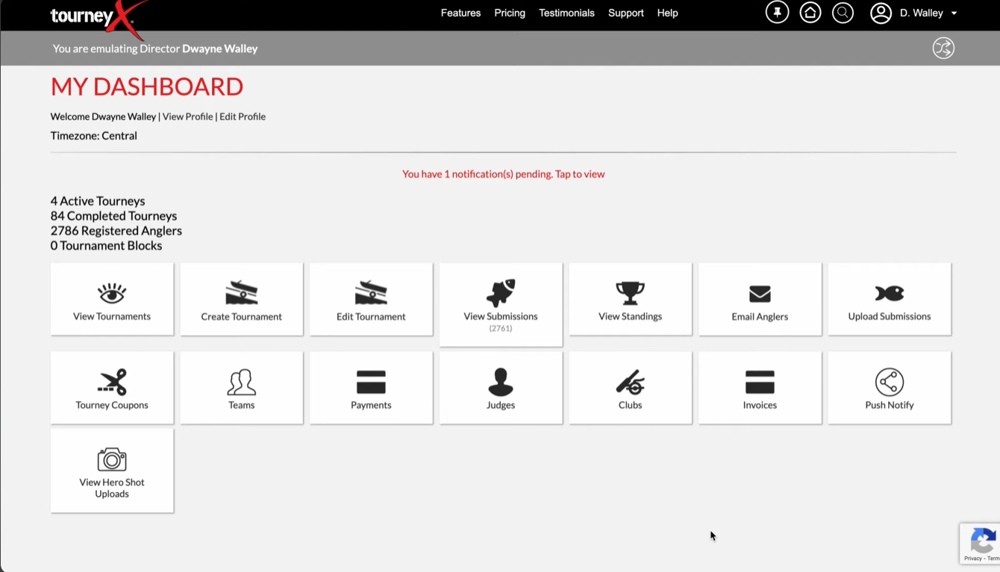 tourneyX
Features Pricing Testimonials Support Help D. Walley
You are emulating Director Dwayne Walley
MY DASHBOARD
Welcome Dwayne Walley | View Profile | Edit Profile
Timezone: Central
You have 1 notification(s) pending. Tap to view
4 Active Tourneys
84 Completed Tourneys
2786 Registered Anglers
0 Tournament Blocks
View Tournaments
Create Tournament
Edit Tournament
View Submissions
(2761)
View Standings
Email Anglers
Upload Submissions
Tourney Coupons
Teams
Payments
Judges
Clubs
Invoices
Push Notify
View Hero Shot
Uploads
Privacy - Term